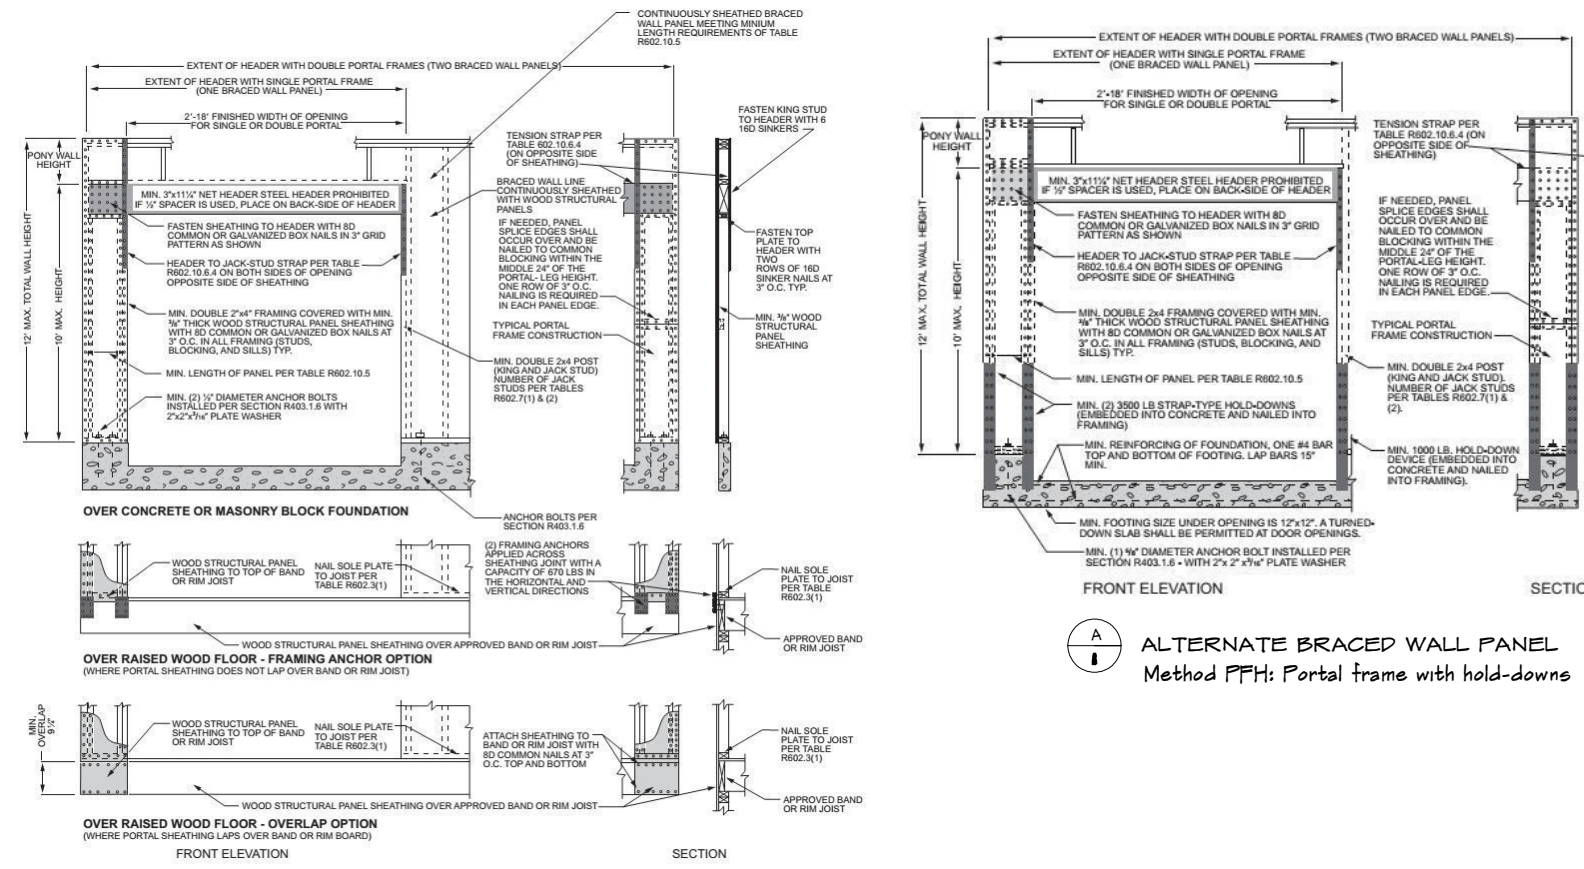 CONTINUOUSLY SHEATHED BRACED
WALL PANEL MEETING MINIUM
LENGTH REQUIREMENTS OF TABLE
R602.10.5
EXTENT OF HEADER WITH DOUBLE PORTAL FRAMES (TWO BRACED WALL PANELS)
EXTENT OF HEADER WITH SINGLE PORTAL FRAME
(ONE BRACED WALL PANEL)
2'-18' FINISHED WIDTH OF OPENING
FOR SINGLE OR DOUBLE PORTAL
PONY WALL
HEIGHT
12' MAX. TOTAL WALL HEIGHT
10' MAX. HEIGHT
MIN. 3"x11¼" NET HEADER STEEL HEADER PROHIBITED
IF ½" SPACER IS USED, PLACE ON BACK-SIDE OF HEADER
FASTEN SHEATHING TO HEADER WITH 8D
COMMON OR GALVANIZED BOX NAILS IN 3" GRID
PATTERN AS SHOWN
HEADER TO JACK-STUD STRAP PER TABLE
R602.10.6.4 ON BOTH SIDES OF OPENING
OPPOSITE SIDE OF SHEATHING
MIN. DOUBLE 2"x4" FRAMING COVERED WITH MIN.
⅜" THICK WOOD STRUCTURAL PANEL SHEATHING
WITH 8D COMMON OR GALVANIZED BOX NAILS AT
3" O.C. IN ALL FRAMING (STUDS,
BLOCKING, AND SILLS) TYP.
MIN. LENGTH OF PANEL PER TABLE R602.10.5
MIN. (2) ½" DIAMETER ANCHOR BOLTS
INSTALLED PER SECTION R403.1.6 WITH
2"x2"x³/₁₆" PLATE WASHER
TENSION STRAP PER
TABLE 602.10.6.4
(ON OPPOSITE SIDE
OF SHEATHING)
BRACED WALL LINE
CONTINUOUSLY SHEATHED
WITH WOOD STRUCTURAL
PANELS
IF NEEDED, PANEL
SPLICE EDGES SHALL
OCCUR OVER AND BE
NAILED TO COMMON
BLOCKING WITHIN THE
MIDDLE 24" OF THE
PORTAL- LEG HEIGHT.
ONE ROW OF 3" O.C.
NAILING IS REQUIRED
IN EACH PANEL EDGE.
TYPICAL PORTAL
FRAME CONSTRUCTION
MIN. DOUBLE 2x4 POST
(KING AND JACK STUD)
NUMBER OF JACK
STUDS PER TABLES
R602.7(1) & (2)
FASTEN KING STUD
TO HEADER WITH 6
16D SINKERS
FASTEN TOP
PLATE TO
HEADER WITH
TWO
ROWS OF 16D
SINKER NAILS AT
3" O.C. TYP.
MIN. ⅜" WOOD
STRUCTURAL
PANEL
SHEATHING
OVER CONCRETE OR MASONRY BLOCK FOUNDATION
ANCHOR BOLTS PER
SECTION R403.1.6
WOOD STRUCTURAL PANEL
SHEATHING TO TOP OF BAND
OR RIM JOIST
NAIL SOLE PLATE
TO JOIST PER
TABLE R602.3(1)
(2) FRAMING ANCHORS
APPLIED ACROSS
SHEATHING JOINT WITH A
CAPACITY OF 670 LBS IN
THE HORIZONTAL AND
VERTICAL DIRECTIONS
NAIL SOLE
PLATE TO JOIST
PER TABLE
R602.3(1)
WOOD STRUCTURAL PANEL SHEATHING OVER APPROVED BAND OR RIM JOIST
APPROVED BAND
OR RIM JOIST
OVER RAISED WOOD FLOOR - FRAMING ANCHOR OPTION
(WHERE PORTAL SHEATHING DOES NOT LAP OVER BAND OR RIM JOIST)
MIN.
OVERLAP
9¼"
WOOD STRUCTURAL PANEL
SHEATHING TO TOP OF BAND
OR RIM JOIST
NAIL SOLE PLATE
TO JOIST PER
TABLE R602.3(1)
ATTACH SHEATHING TO
BAND OR RIM JOIST WITH
8D COMMON NAILS AT 3"
O.C. TOP AND BOTTOM
NAIL SOLE
PLATE TO JOIST
PER TABLE
R602.3(1)
WOOD STRUCTURAL PANEL SHEATHING OVER APPROVED BAND OR RIM JOIST
APPROVED BAND
OR RIM JOIST
OVER RAISED WOOD FLOOR - OVERLAP OPTION
(WHERE PORTAL SHEATHING LAPS OVER BAND OR RIM BOARD)
FRONT ELEVATION
SECTION
EXTENT OF HEADER WITH DOUBLE PORTAL FRAMES (TWO BRACED WALL PANELS)
EXTENT OF HEADER WITH SINGLE PORTAL FRAME
(ONE BRACED WALL PANEL)
2'-18' FINISHED WIDTH OF OPENING
FOR SINGLE OR DOUBLE PORTAL
PONY WALL
HEIGHT
12' MAX. TOTAL WALL HEIGHT
10' MAX. HEIGHT
MIN. 3"x11¼" NET HEADER STEEL HEADER PROHIBITED
IF ½" SPACER IS USED, PLACE ON BACK-SIDE OF HEADER
FASTEN SHEATHING TO HEADER WITH 8D
COMMON OR GALVANIZED BOX NAILS IN 3" GRID
PATTERN AS SHOWN
HEADER TO JACK-STUD STRAP PER TABLE
R602.10.6.4 ON BOTH SIDES OF OPENING
OPPOSITE SIDE OF SHEATHING
MIN. DOUBLE 2x4 FRAMING COVERED WITH MIN.
THICK WOOD STRUCTURAL PANEL SHEATHING
WITH 8D COMMON OR GALVANIZED BOX NAILS AT
3" O.C. IN ALL FRAMING (STUDS, BLOCKING, AND
SILLS) TYP.
MIN. LENGTH OF PANEL PER TABLE R602.10.5
MIN. (2) 3500 LB STRAP-TYPE HOLD-DOWNS
(EMBEDDED INTO CONCRETE AND NAILED INTO
FRAMING)
MIN. REINFORCING OF FOUNDATION, ONE #4 BAR
TOP AND BOTTOM OF FOOTING. LAP BARS 15"
MIN.
TENSION STRAP PER
TABLE R602.10.6.4 (ON
OPPOSITE SIDE OF
SHEATHING)
IF NEEDED, PANEL
SPLICE EDGES SHALL
OCCUR OVER AND BE
NAILED TO COMMON
BLOCKING WITHIN THE
MIDDLE 24" OF THE
PORTAL-LEG HEIGHT.
ONE ROW OF 3" O.C.
NAILING IS REQUIRED
IN EACH PANEL EDGE.
TYPICAL PORTAL
FRAME CONSTRUCTION
MIN. DOUBLE 2x4 POST
(KING AND JACK STUD).
NUMBER OF JACK STUDS
PER TABLES R602.7(1) &
(2).
MIN. 1000 LB. HOLD-DOWN
DEVICE (EMBEDDED INTO
CONCRETE AND NAILED
INTO FRAMING).
MIN. FOOTING SIZE UNDER OPENING IS 12"x12". A TURNED-
DOWN SLAB SHALL BE PERMITTED AT DOOR OPENINGS.
MIN. (1) DIAMETER ANCHOR BOLT INSTALLED PER
SECTION R403.1.6 - WITH 2"x 2" x³/₁₆" PLATE WASHER
FRONT ELEVATION
SECTIO
A
1
ALTERNATE BRACED WALL PANEL
Method PFH: Portal frame with hold-downs